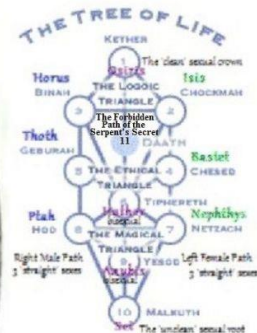 THE TREE OF LIFE
KETHER
1
The 'clean' sexual crown
Osiris
Horus
Isis
BINAH
THE LOGOIC
CHOCKMAH
TRIANGLE
3
2
The Forbidden
Path of the
Serpent's Secret
11
Thoth
DAATH
GEBURAH
Bastet
5
THE ETHICAL
4
CHESED
TRIANGLE
Ptah
6
TIPHERETH
Nephthys
Hathor
HOD
8
THE MAGICAL
7
NETZACH
TRIANGLE
Right Male Path
3 'straight' sexes
9
YESOD
Left Female Path
3 'straight' sexes
Anubis
10
MALKUTH
Set
The 'unclean' sexual root